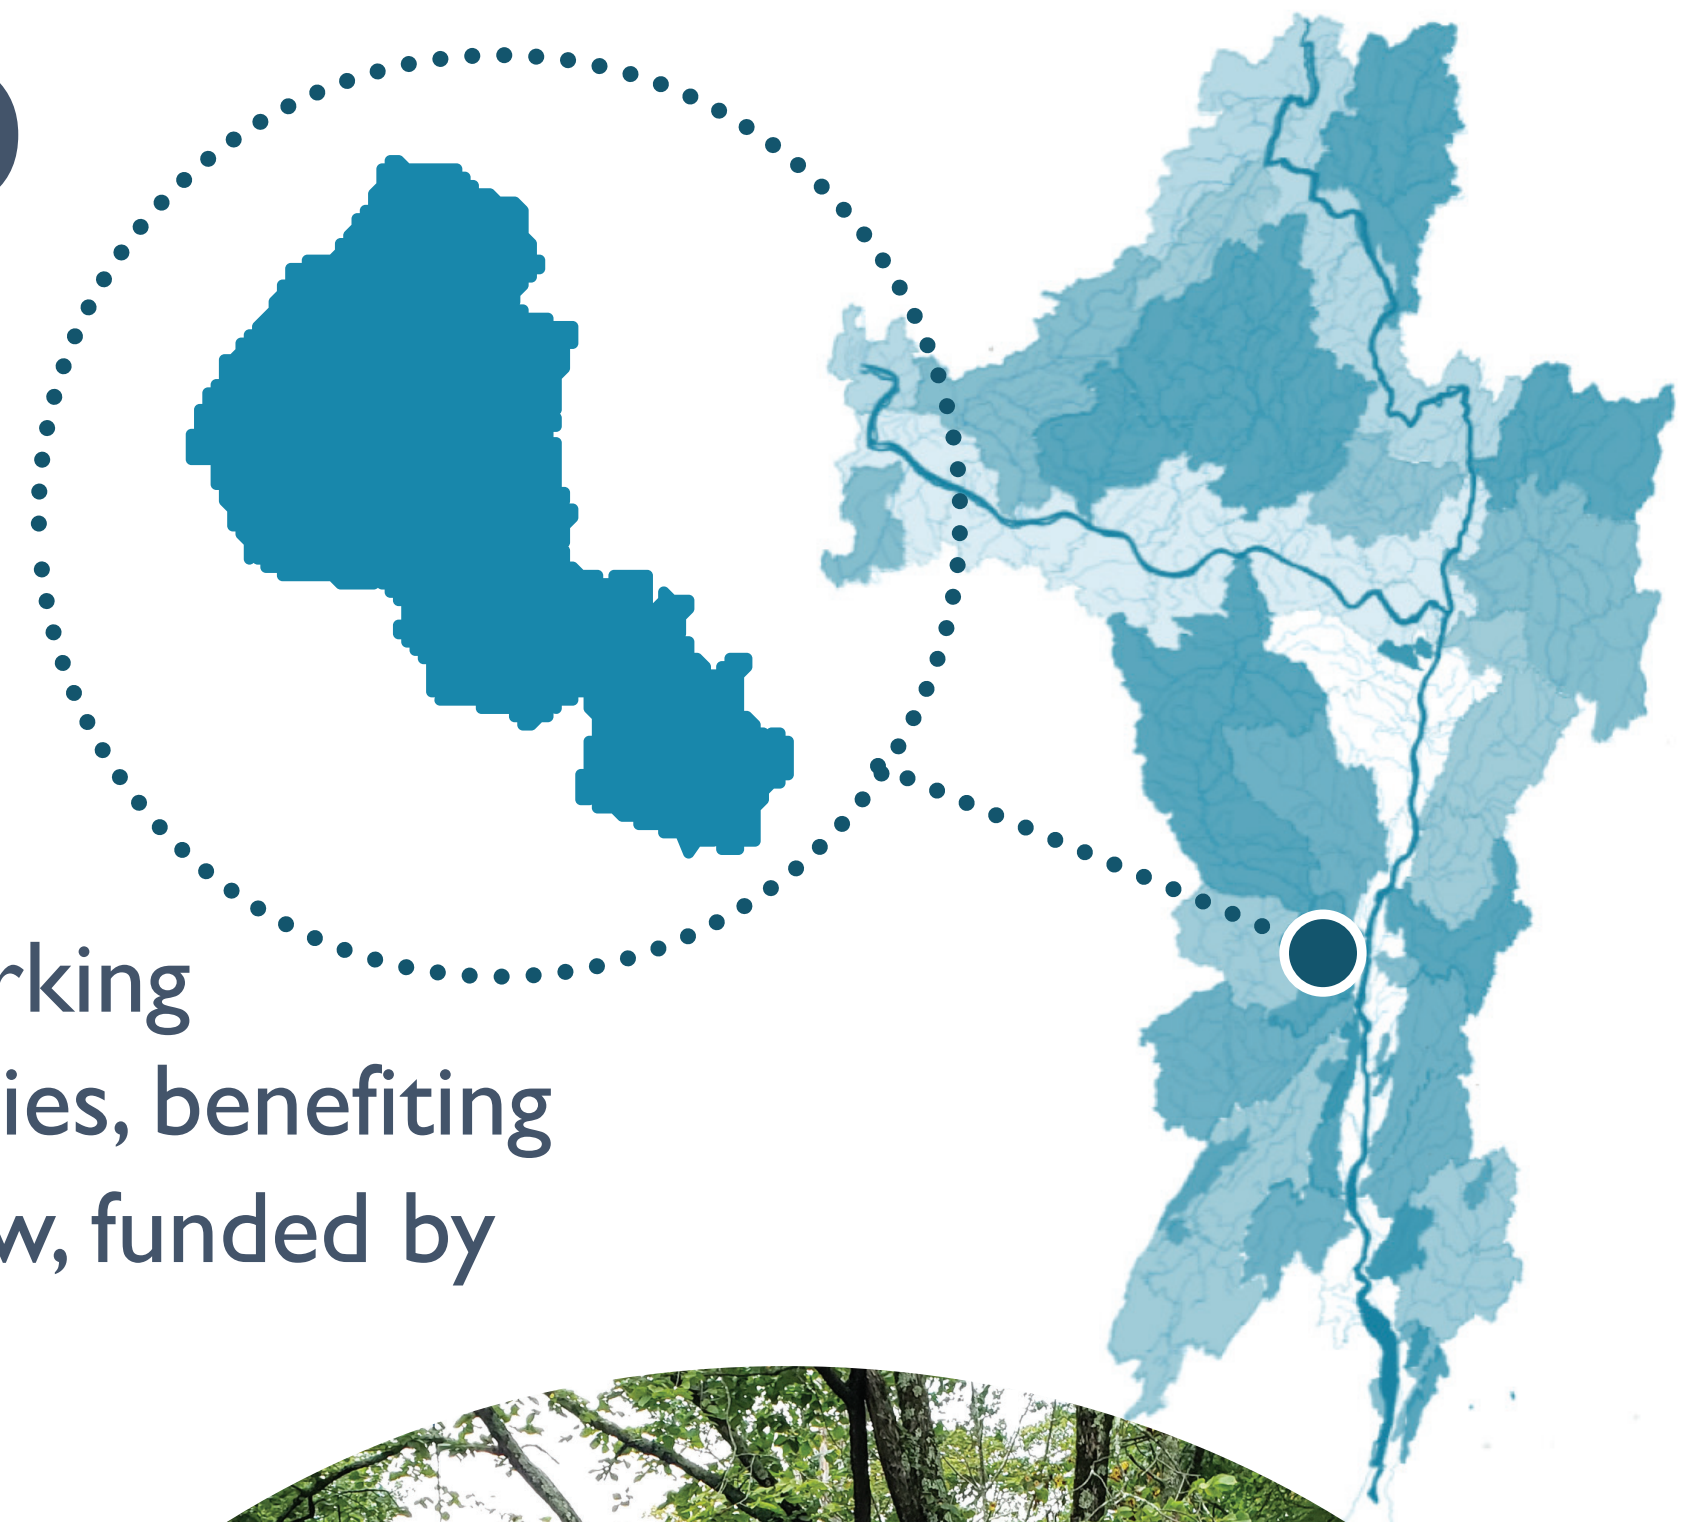 rking
ies, benefiting
w, funded by